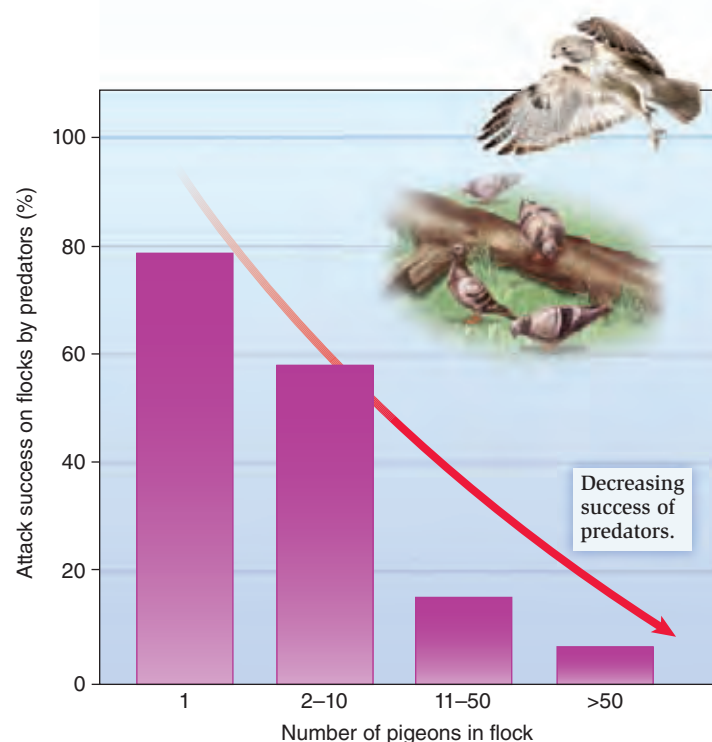 Attack success on flocks by predators (%)
100
80
60
40
20
0
Decreasing
success of
predators.
1
2–10
11–50
>50
Number of pigeons in flock